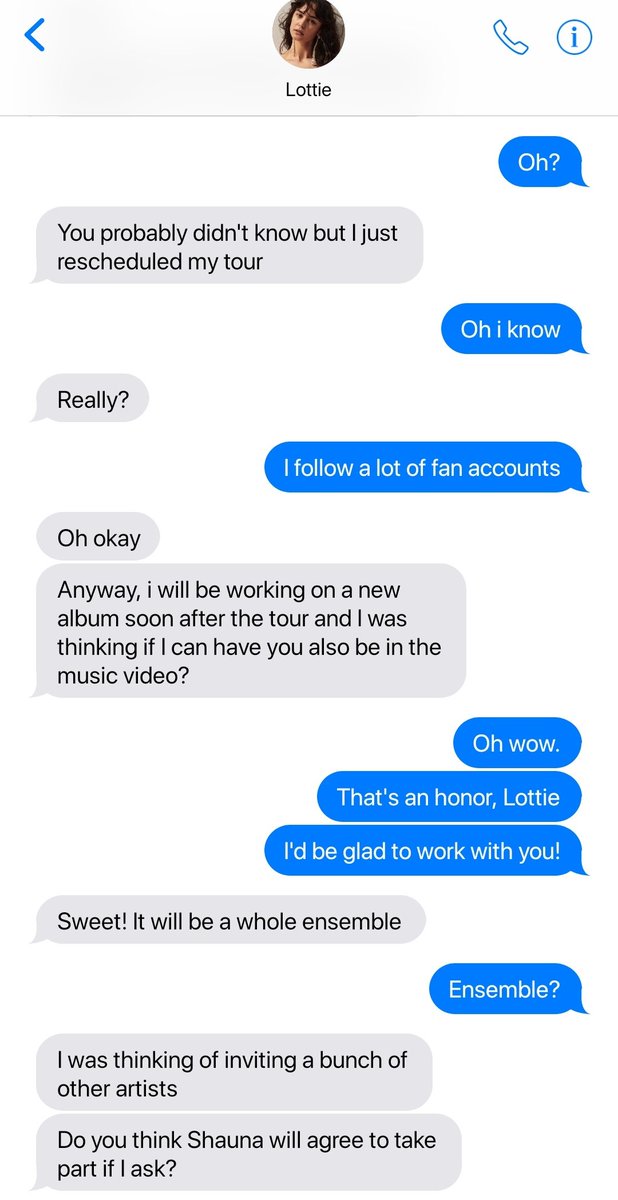 Lottie
Oh?
You probably didn't know but I just
rescheduled my tour
Oh i know
Really?
I follow a lot of fan accounts
Oh okay
Anyway, i will be working on a new
album soon after the tour and I was
thinking if I can have you also be in the
music video?
Oh wow.
That's an honor, Lottie
I'd be glad to work with you!
Sweet! It will be a whole ensemble
Ensemble?
I was thinking of inviting a bunch of
other artists
Do you think Shauna will agree to take
part if I ask?